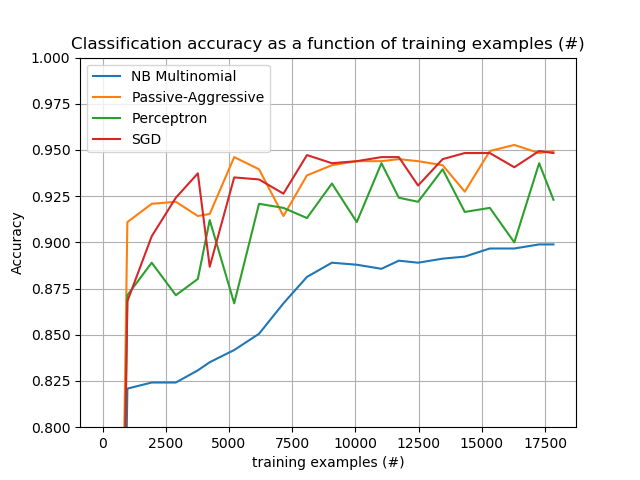 Classification accuracy as a function of training examples (#)
1.000
0.975
0.950
0.925
0.900
0.875
0.850
0.825
0.800
Accuracy
NB Multinomial
Passive-Aggressive
Perceptron
SGD
0 2500 5000 7500 10000 12500 15000 17500
training examples (#)